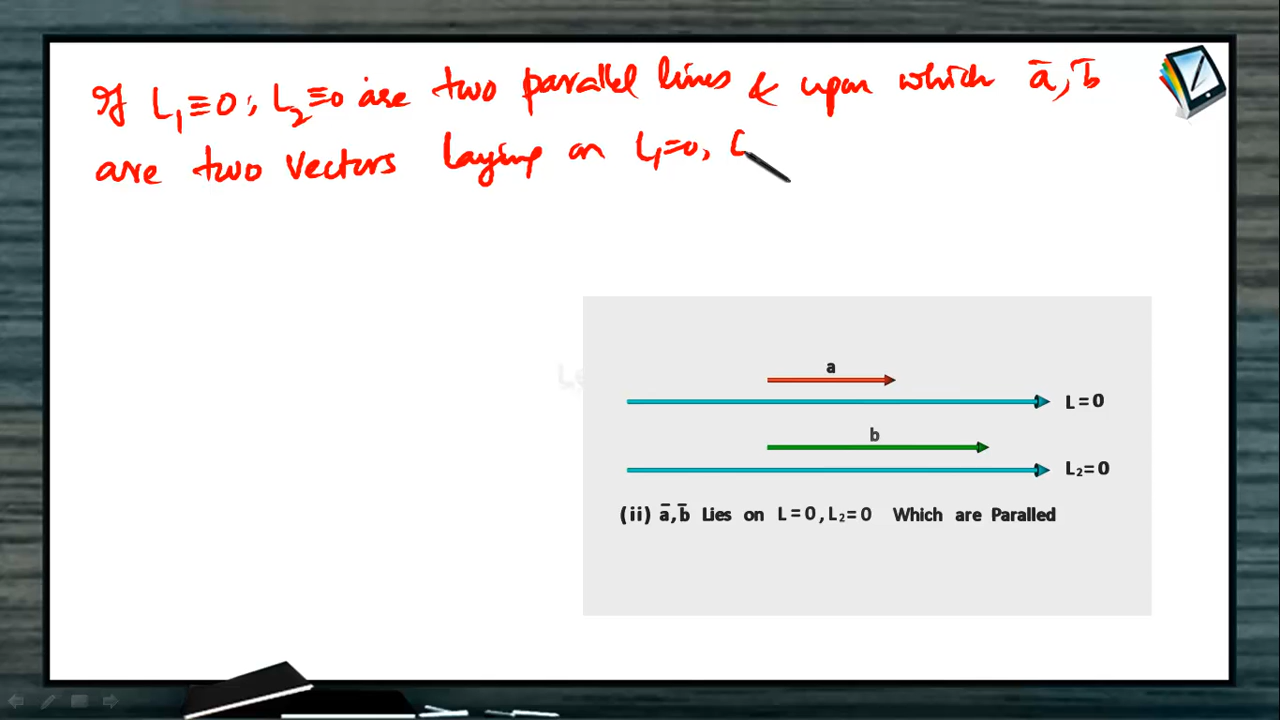 If L₁≡0; L₂≡0 are two parallel lines & upon which ā, b̄
are two vectors laying on L₁=0, L
a
L = 0
b
L₂= 0
(ii) ā, b̄ Lies on L = 0 , L₂= 0 Which are Paralled